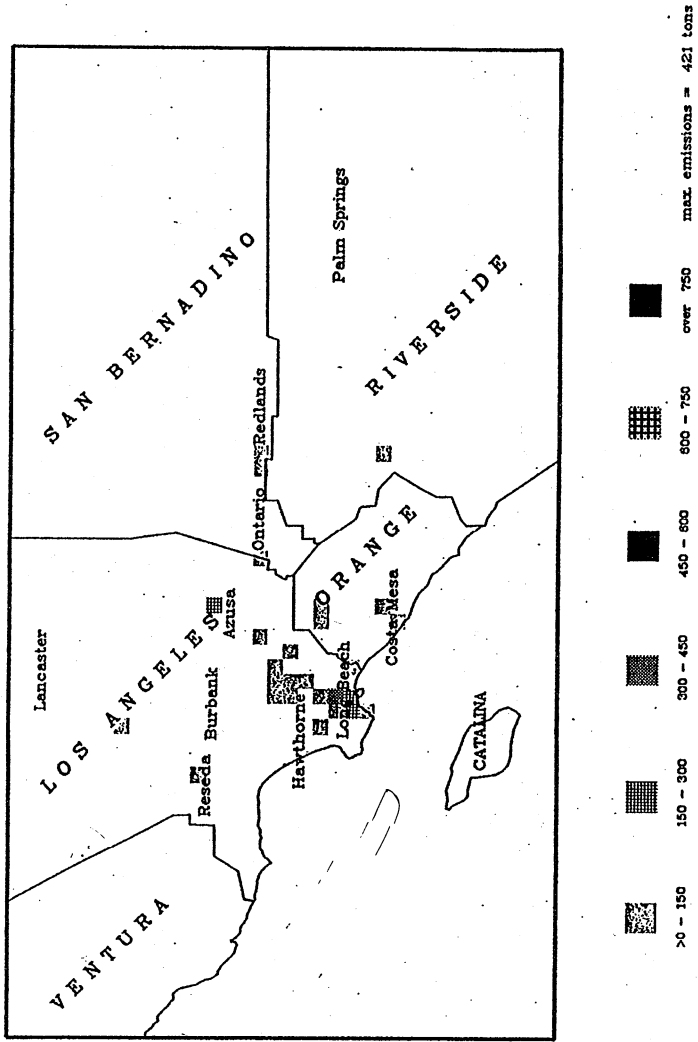 SAN BERNADINO
Lancaster
LOS ANGELES
VENTURA
Azusa
Burbank
Reseda
Ontario
Redlands
Palm Springs
Hawthorne
Long Beach
ORANGE
RIVERSIDE
Costa Mesa
CATALINA
>0 - 150
150 - 300
300 - 450
450 - 600
600 - 750
over 750
max emissions = 421 tons